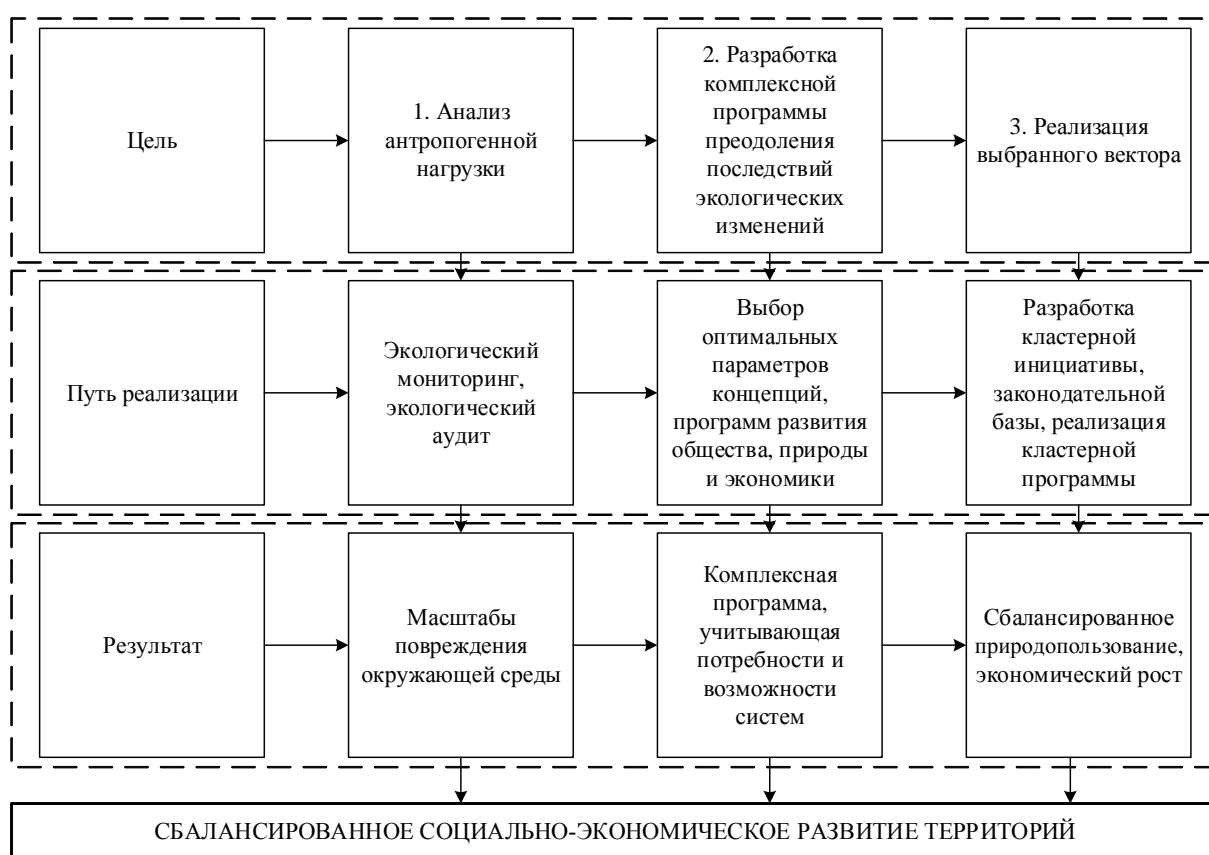 Цель
1. Анализ
антропогенной
нагрузки
2. Разработка
комплексной
программы
преодоления
последствий
экологических
изменений
3. Реализация
выбранного вектора
Путь реализации
Экологический
мониторинг,
экологический
аудит
Выбор
оптимальных
параметров
концепций,
программ развития
общества, природы
и экономики
Разработка
кластерной
инициативы,
законодательной
базы, реализация
кластерной
программы
Результат
Масштабы
повреждения
окружающей среды
Комплексная
программа,
учитывающая
потребности и
возможности
систем
Сбалансированное
природопользование,
экономический рост
СБАЛАНСИРОВАННОЕ СОЦИАЛЬНО-ЭКОНОМИЧЕСКОЕ РАЗВИТИЕ ТЕРРИТОРИЙ